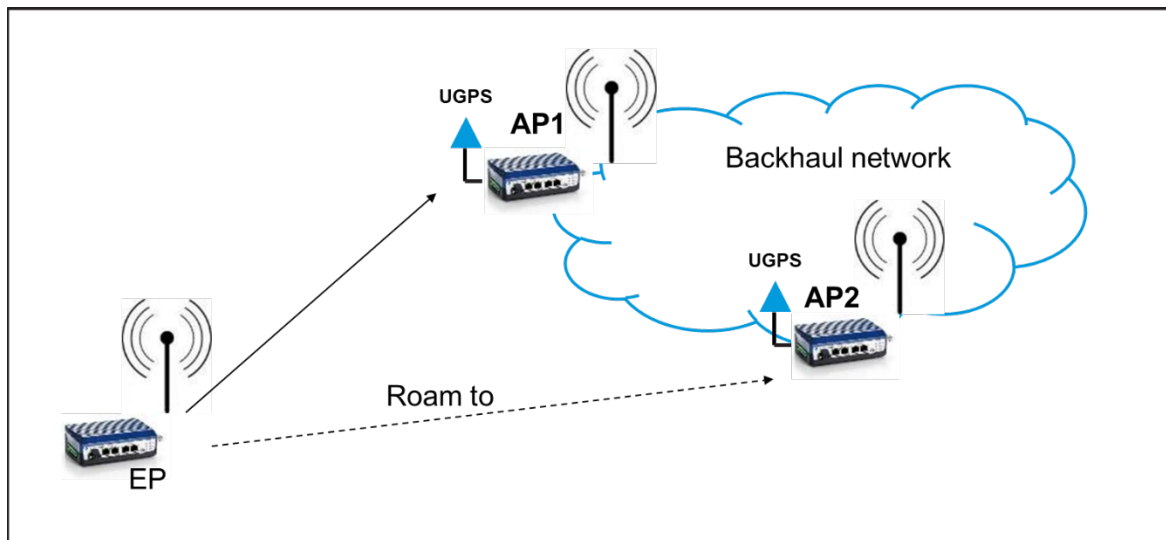 UGPS
AP1
Backhaul network
UGPS
AP2
Roam to
EP